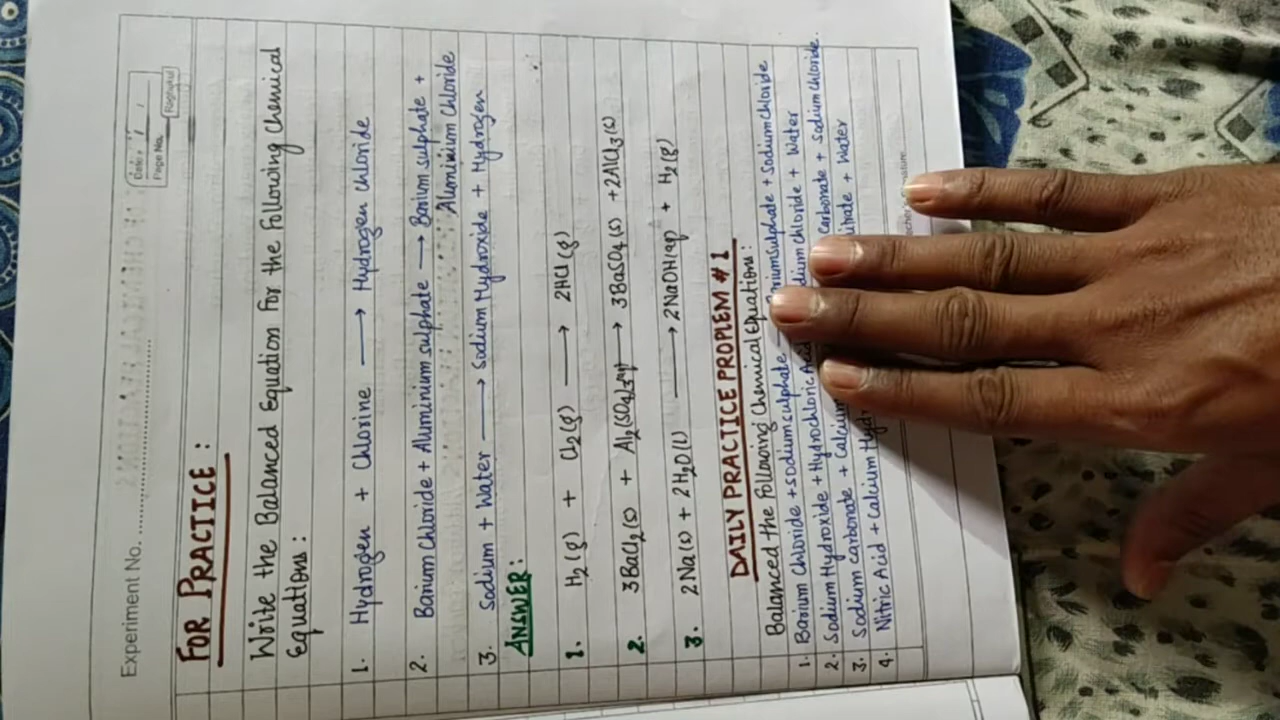 Experiment No.
Date: / /
Page No.
FOR PRACTICE :
Write the Balanced Equation For the Following Chemical
Equations :
1. Hydrogen + Chlorine ⟶ Hydrogen chloride
2. Barium Chloride + Aluminium sulphate ⟶ Barium sulphate +
Aluminium Chloride
3. Sodium + Water ⟶ Sodium Hydroxide + Hydrogen
ANSWER :
1. H₂(g) + Cl₂(g) ⟶ 2HCl(g)
2. 3BaCl₂(s) + Al₂(SO₄)₃ ⟶ 3BaSO₄(s) + 2AlCl₃(s)
3. 2Na(s) + 2H₂O(l) ⟶ 2NaOH(aq) + H₂(g)
DAILY PRACTICE PROPLEM # 1
Balanced the Following Chemical Equations :
1. Barium Chloride + sodium sulphate sulphate + Sodium chloride
2. Sodium Hydroxide + Hydrochloric chloride + Water
3. Sodium carbonate + Calcium Carbonate + Sodium chloride.
4. Nitric Acid + Calcium + Water